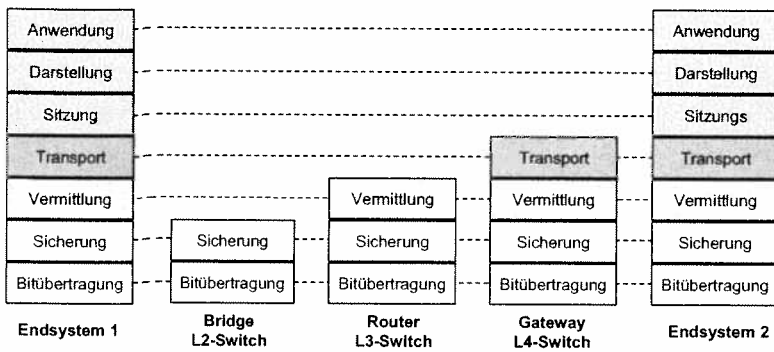 Anwendung Anwendung
Darstellung Darstellung
Sitzung Sitzungs
Transport Transport Transport
Vermittlung Vermittlung Vermittlung Vermittlung
Sicherung Sicherung Sicherung Sicherung Sicherung
Bitübertragung Bitübertragung Bitübertragung Bitübertragung Bitübertragung
Endsystem 1 Bridge Router Gateway Endsystem 2
L2-Switch L3-Switch L4-Switch